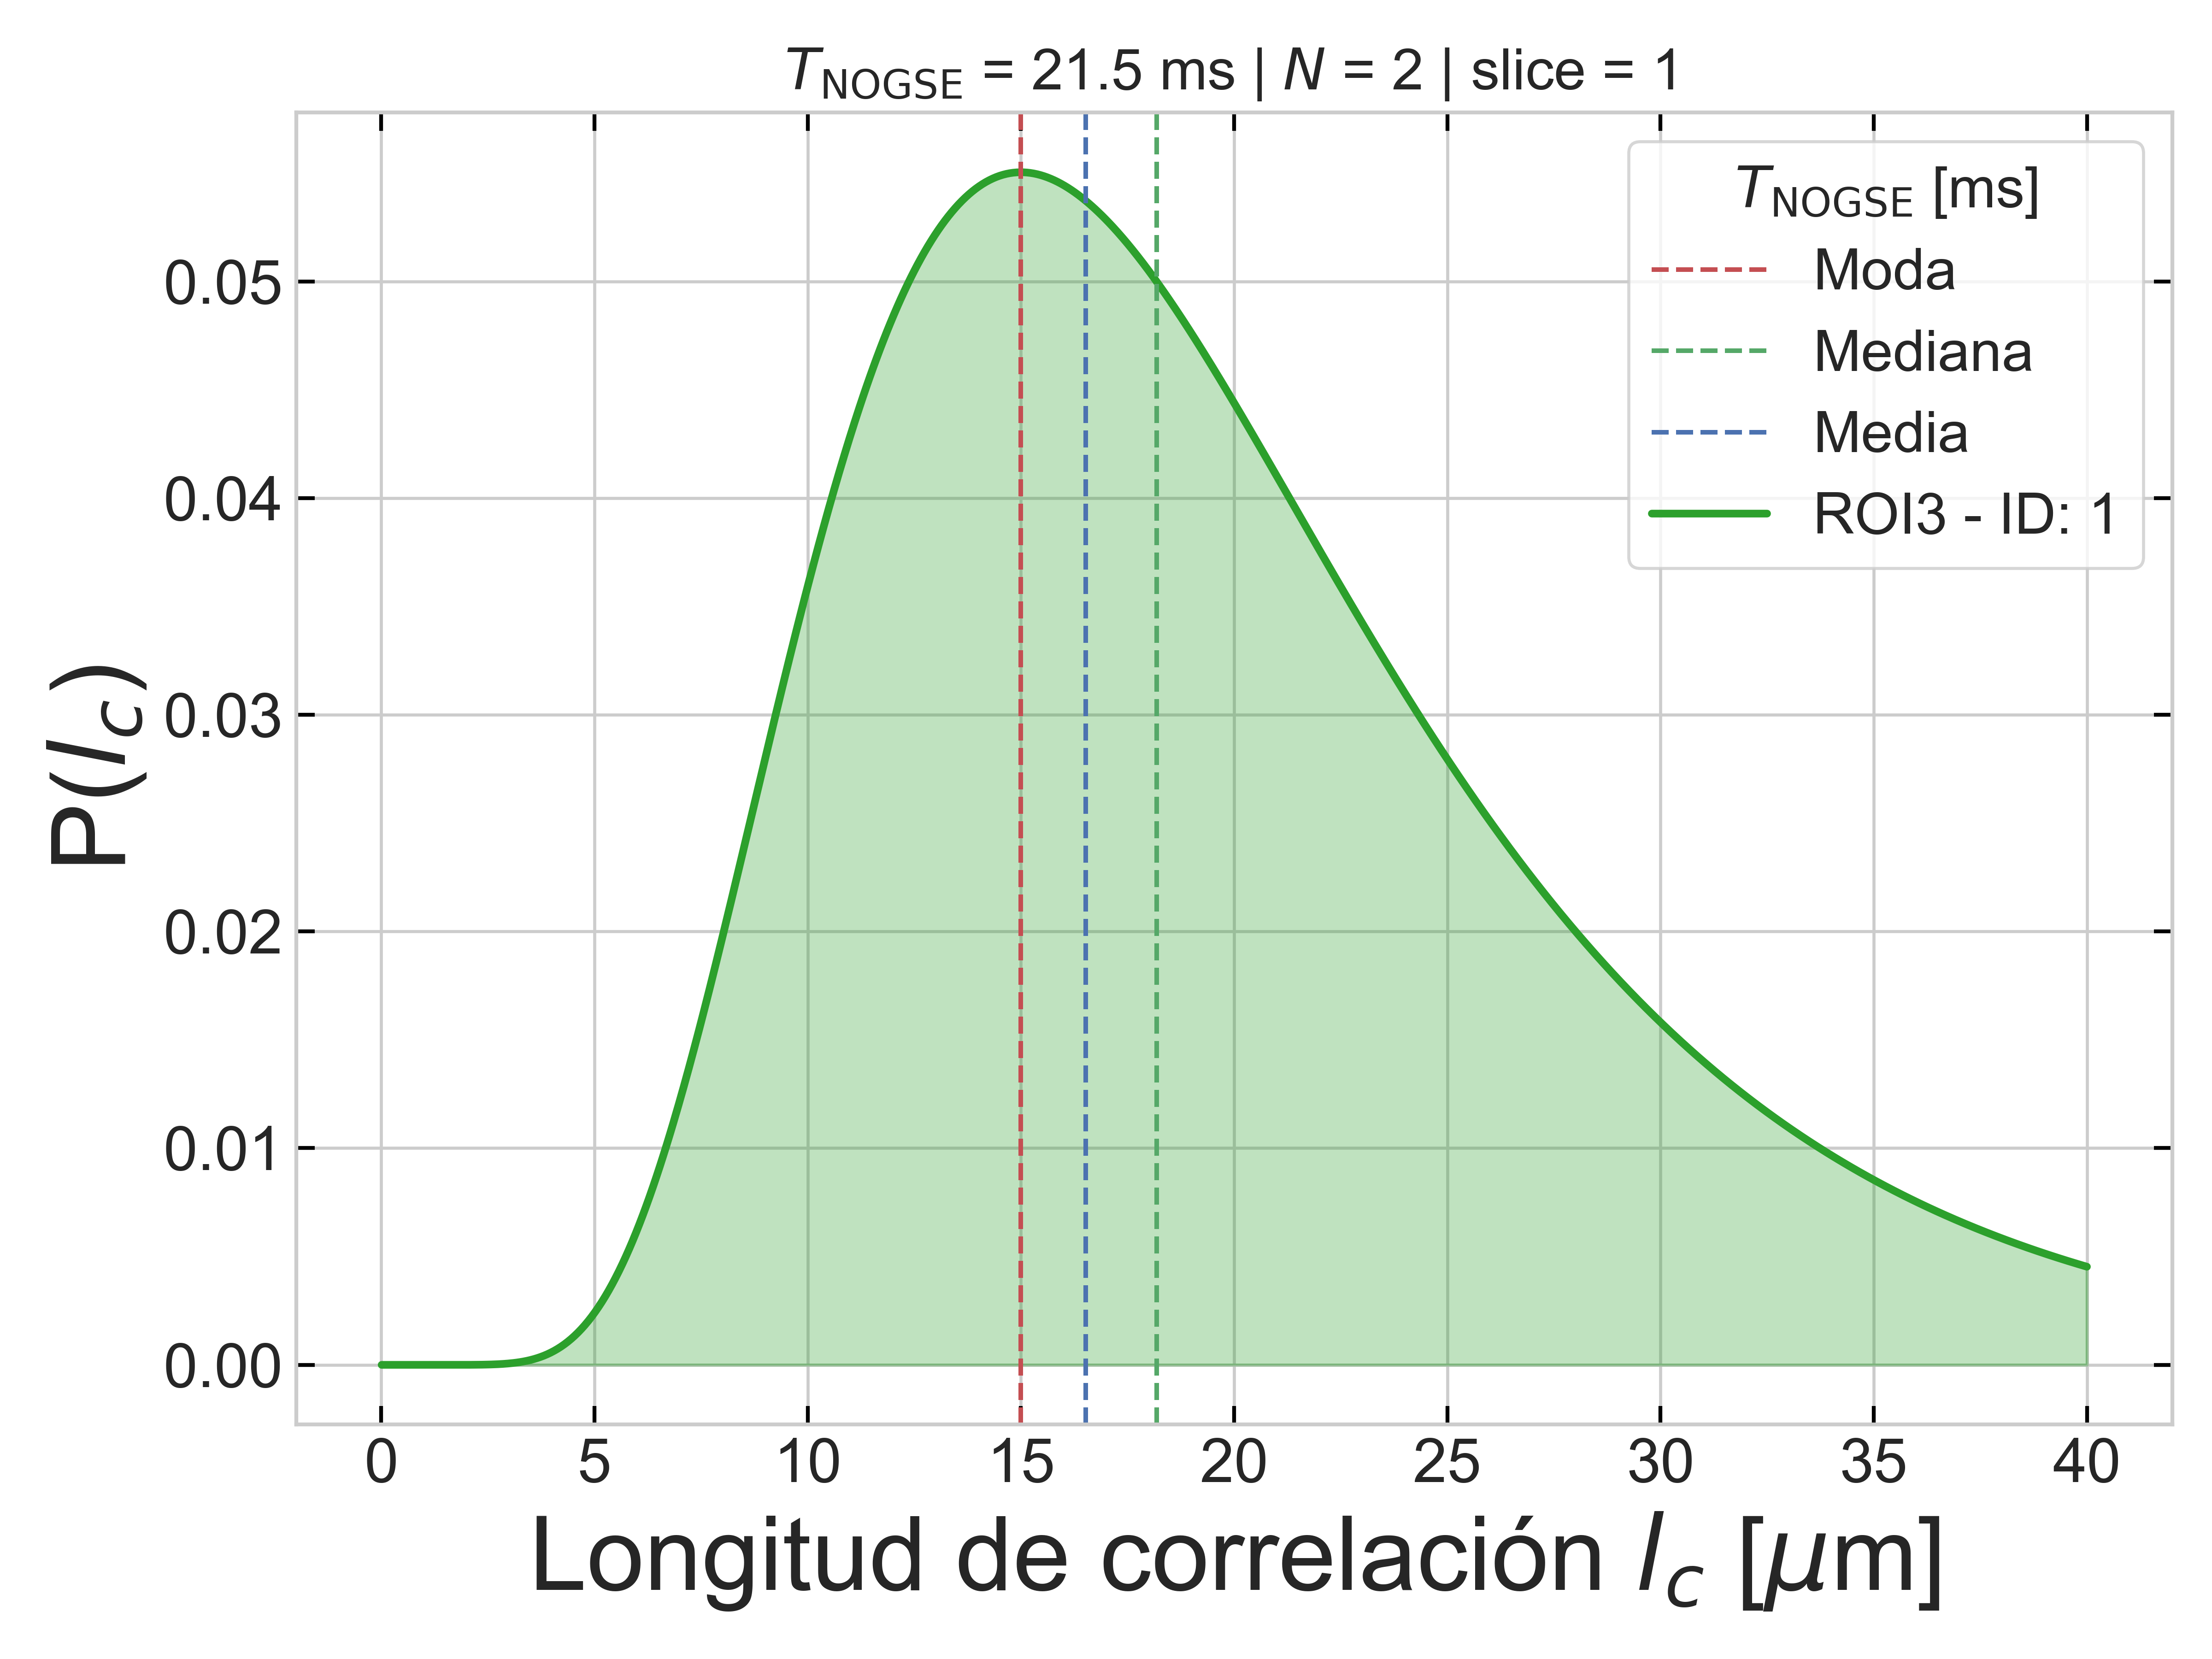 T_NOGSE = 21.5 ms | N = 2 | slice = 1
T_NOGSE [ms]
Moda
Mediana
Media
ROI3 - ID: 1
P(l_c)
0.05
0.04
0.03
0.02
0.01
0.00
0 5 10 15 20 25 30 35 40
Longitud de correlación l_c [μm]